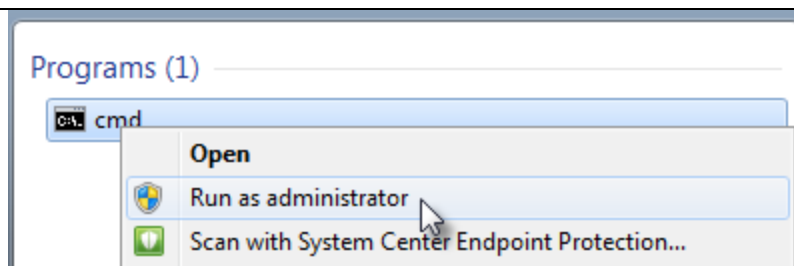 Programs (1)
cmd
Open
Run as administrator
Scan with System Center Endpoint Protection...